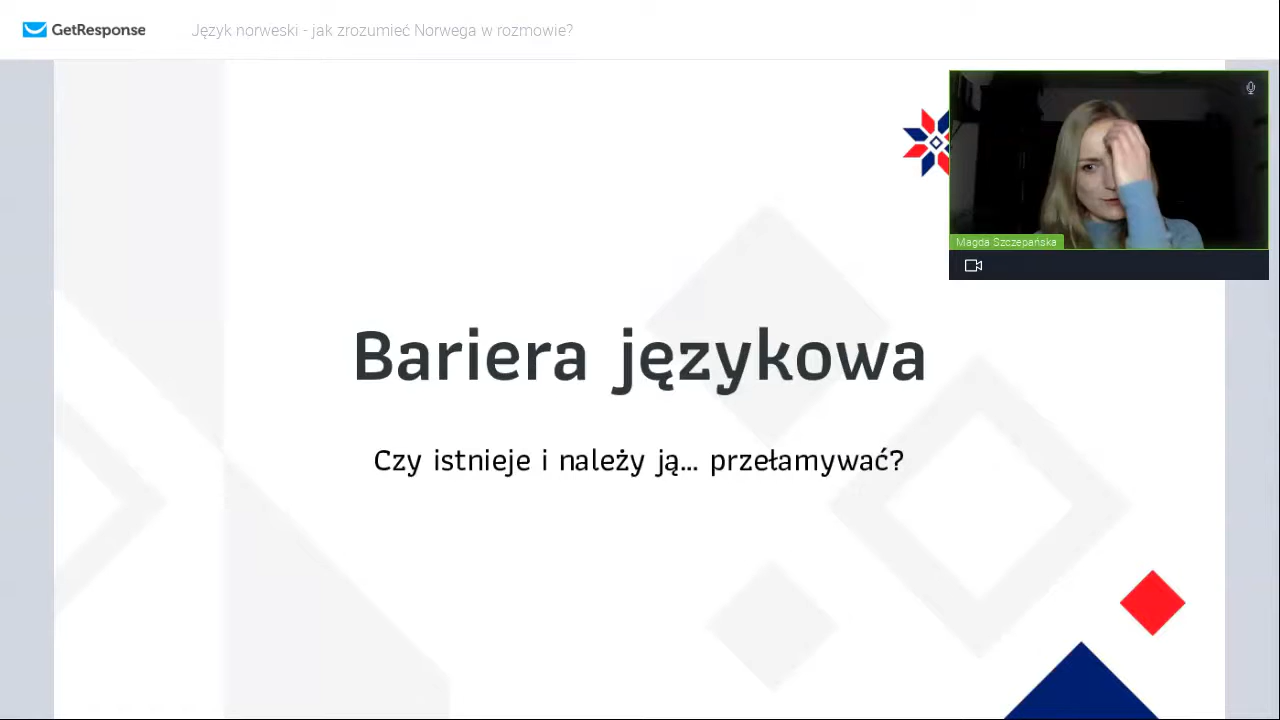 GetResponse
Język norweski - jak zrozumieć Norwega w rozmowie?
Magda Szczepańska
Bariera językowa
Czy istnieje i należy ją... przełamywać?